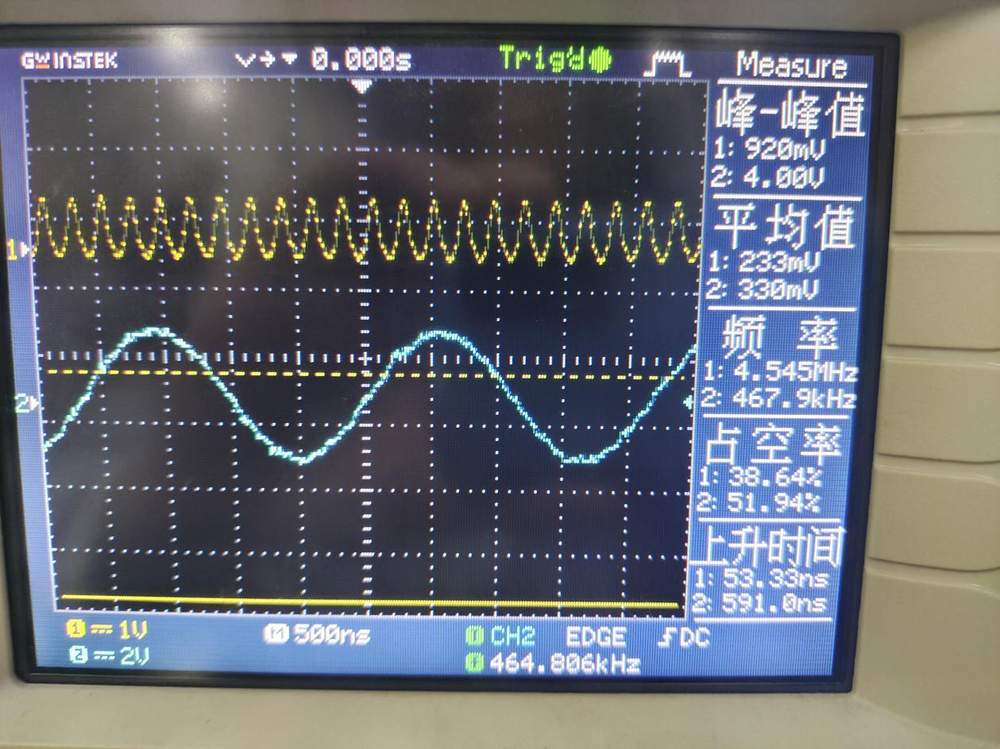 GW INSTEK 0.000s Trig'd Measure
峰-峰值
1: 920mV
2: 4.00V
平均值
1: 233mV
2: 330mV
频 率
1: 4.545MHz
2: 467.9kHz
占空率
1: 38.64%
2: 51.94%
上升时间
1: 53.33ns
2: 591.0ns
1
2
1 1V M 500ns T CH2 EDGE DC
2 2V F 464.806kHz